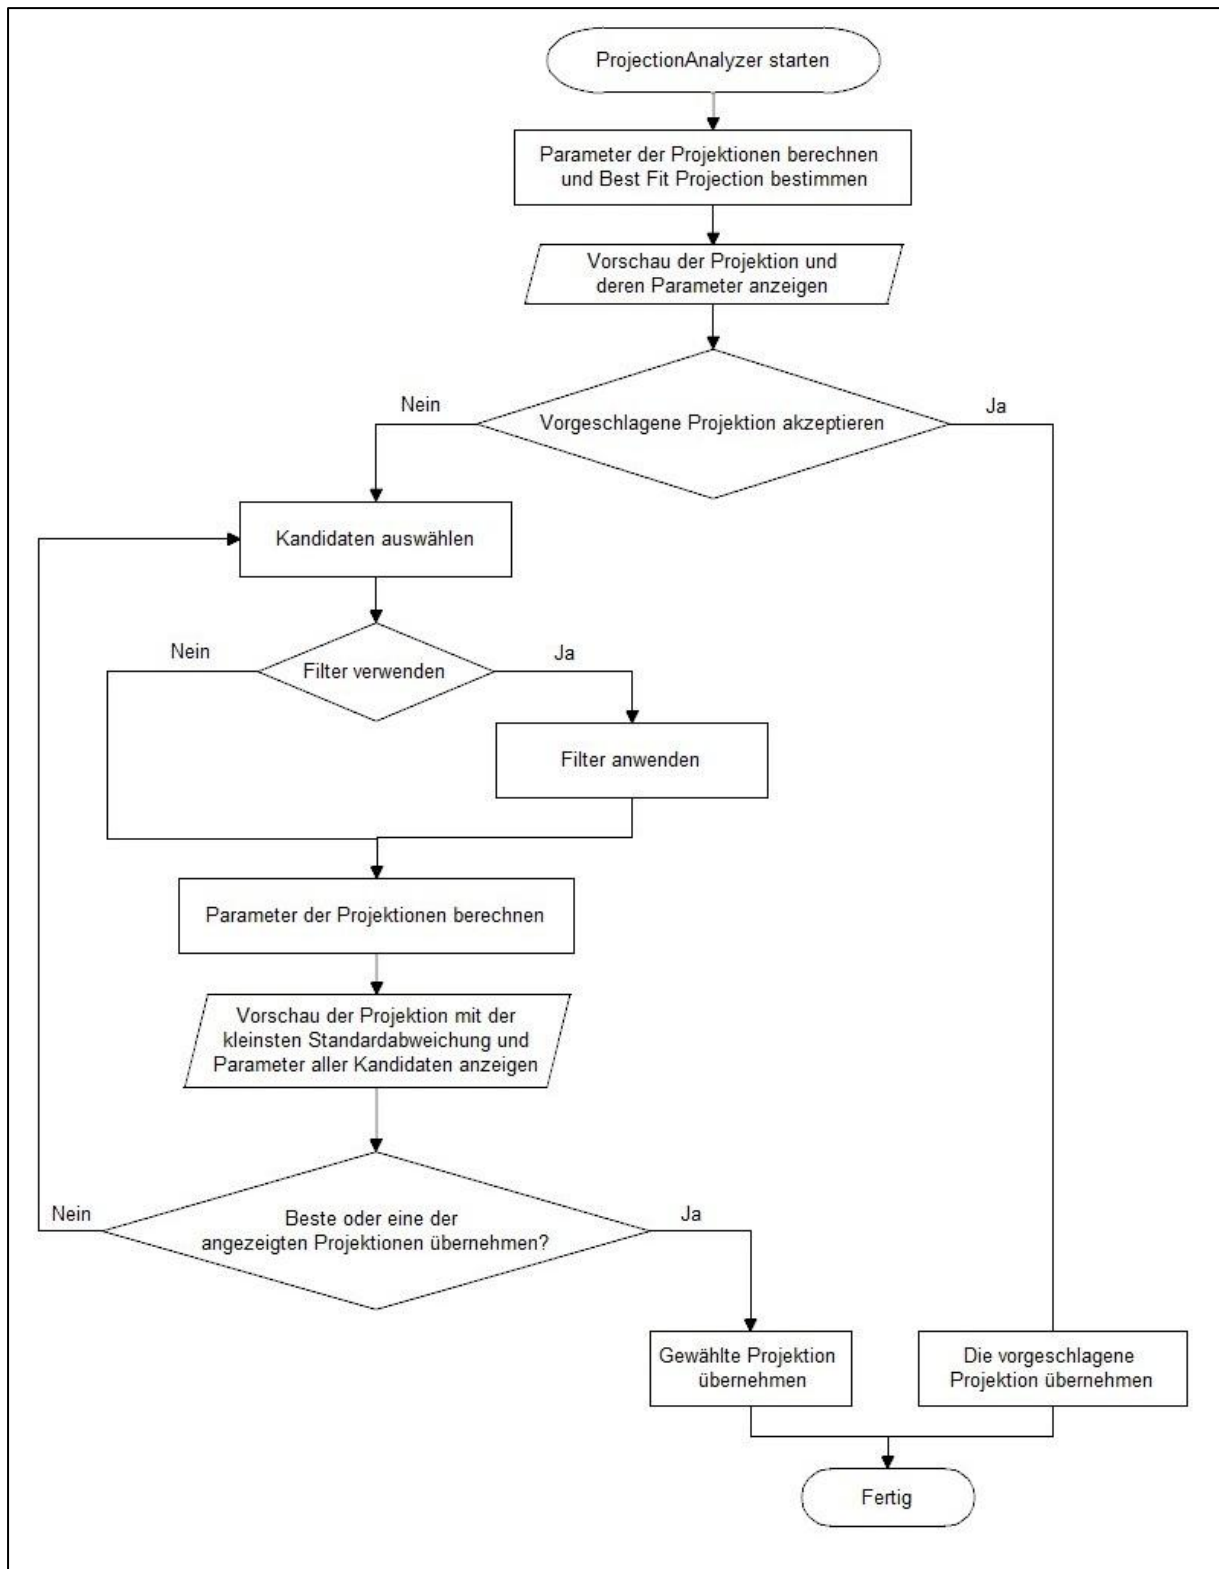 ProjectionAnalyzer starten
Parameter der Projektionen berechnen
und Best Fit Projection bestimmen
Vorschau der Projektion und
deren Parameter anzeigen
Nein
Ja
Vorgeschlagene Projektion akzeptieren
Kandidaten auswählen
Nein
Ja
Filter verwenden
Filter anwenden
Parameter der Projektionen berechnen
Vorschau der Projektion mit der
kleinsten Standardabweichung und
Parameter aller Kandidaten anzeigen
Nein
Ja
Beste oder eine der
angezeigten Projektionen übernehmen?
Gewählte Projektion
übernehmen
Die vorgeschlagene
Projektion übernehmen
Fertig